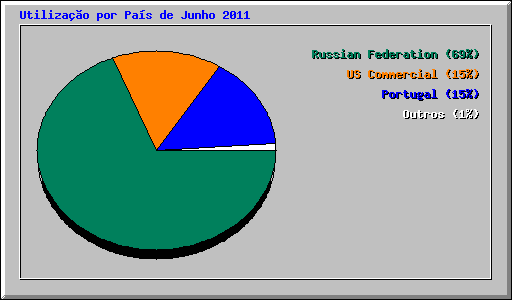 Utilização por País de Junho 2011
Russian Federation (69%)
US Commercial (15%)
Portugal (15%)
Outros (1%)